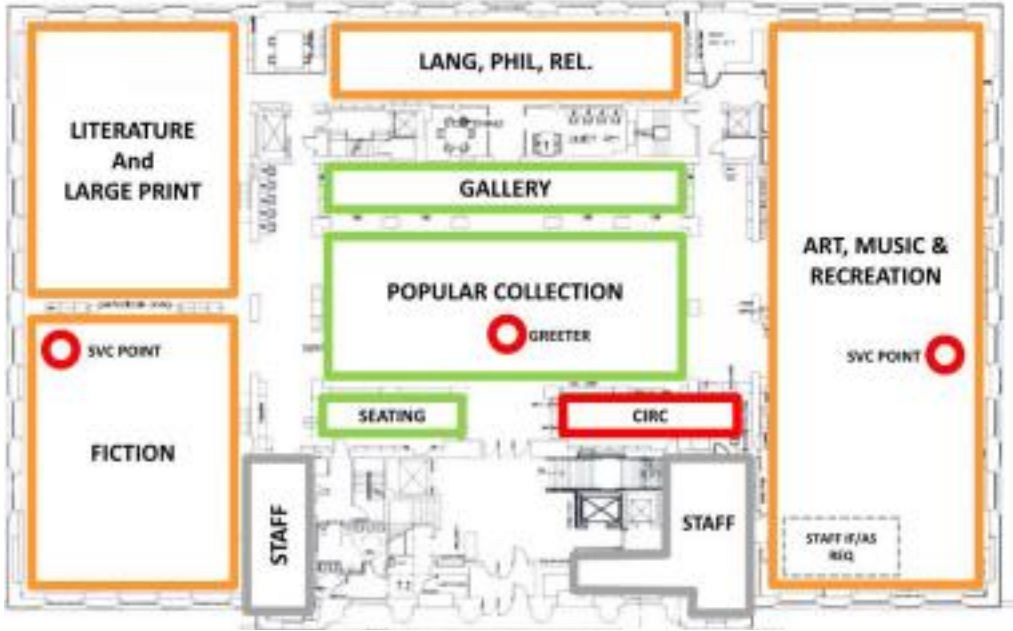 LANG, PHIL, REL.
LITERATURE
And
LARGE PRINT
GALLERY
ART, MUSIC &
RECREATION
POPULAR COLLECTION
GREETER
SVC POINT
SVC POINT
SEATING
CIRC
FICTION
STAFF
STAFF
STAFF IF/AS
REQ